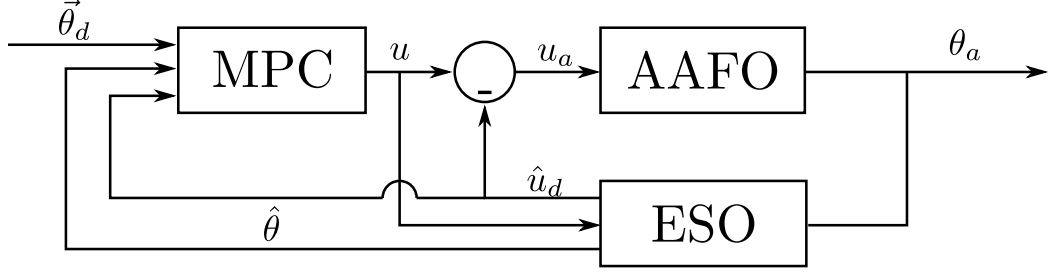 θ⃗_d
MPC
u
-
u_a
AAFO
θ_a
û_d
θ̂
ESO